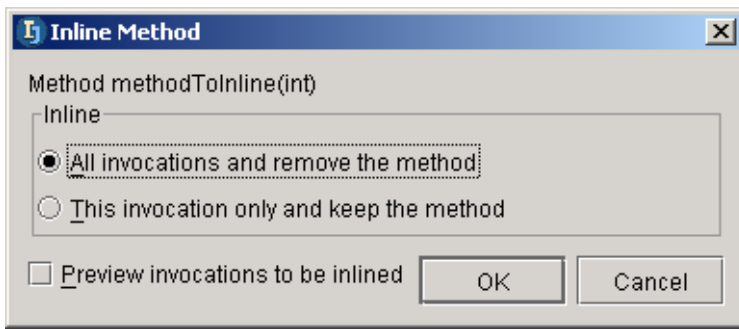 IJ Inline Method
Method methodToInline(int)
Inline
All invocations and remove the method
This invocation only and keep the method
Preview invocations to be inlined
OK
Cancel